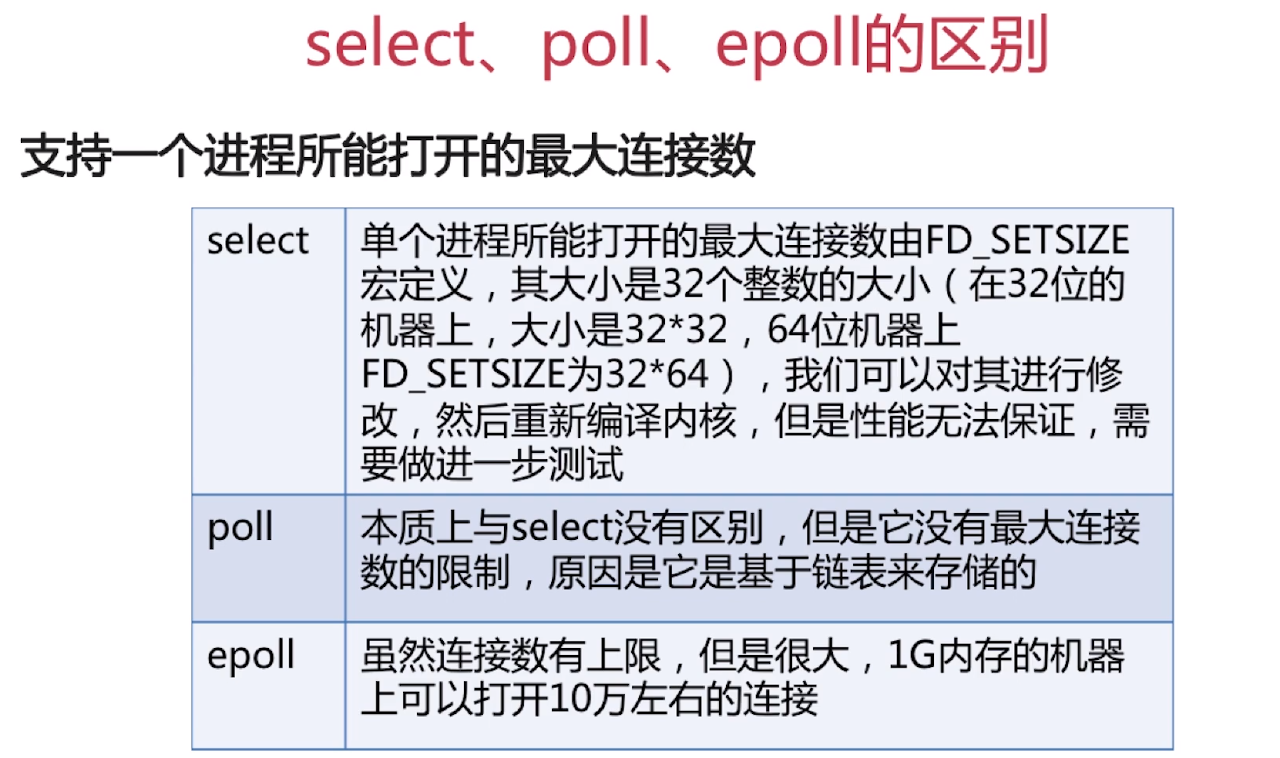 select、poll、epoll的区别
支持一个进程所能打开的最大连接数
select
单个进程所能打开的最大连接数由FD_SETSIZE
宏定义，其大小是32个整数的大小（在32位的
机器上，大小是32*32，64位机器上
FD_SETSIZE为32*64），我们可以对其进行修
改，然后重新编译内核，但是性能无法保证，需
要做进一步测试
poll
本质上与select没有区别，但是它没有最大连接
数的限制，原因是它是基于链表来存储的
epoll
虽然连接数有上限，但是很大，1G内存的机器
上可以打开10万左右的连接